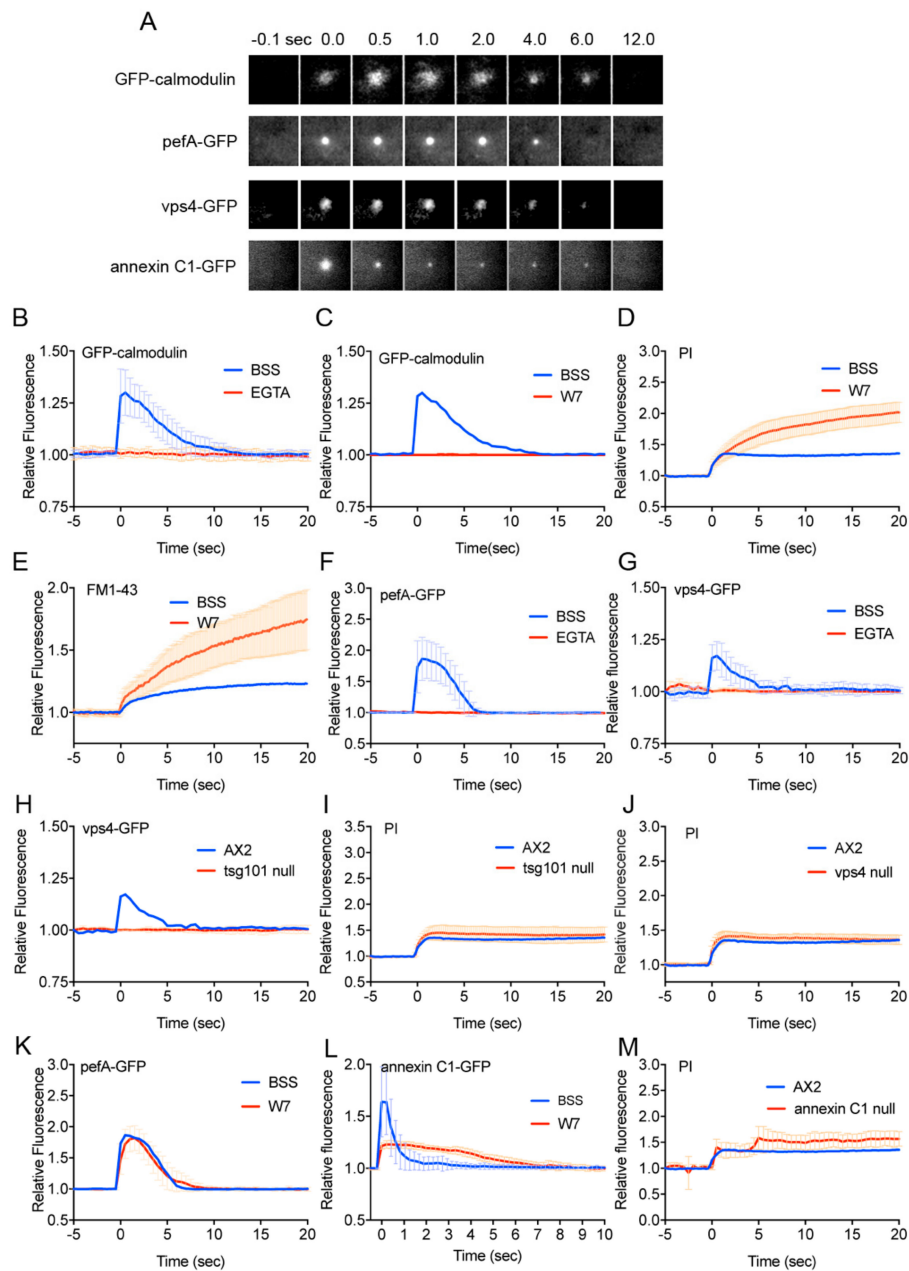 A
-0.1 sec 0.0 0.5 1.0 2.0 4.0 6.0 12.0
GFP-calmodulin
pefA-GFP
vps4-GFP
annexin C1-GFP
B
GFP-calmodulin
BSS
EGTA
Relative Fluorescence
1.50
1.25
1.00
0.75
-5 0 5 10 15 20
Time (sec)
C
GFP-calmodulin
BSS
W7
Relative Fluorescence
1.50
1.25
1.00
0.75
-5 0 5 10 15 20
Time(sec)
D
PI
BSS
W7
Relative Fluorescence
3.0
2.5
2.0
1.5
1.0
0.5
-5 0 5 10 15 20
Time (sec)
E
FM1-43
BSS
W7
Relative Fluorescence
2.0
1.5
1.0
-5 0 5 10 15 20
Time (sec)
F
pefA-GFP
BSS
EGTA
Relative Fluorescence
3.0
2.5
2.0
1.5
1.0
0.5
-5 0 5 10 15 20
Time (sec)
G
vps4-GFP
BSS
EGTA
Relative fluorescence
1.50
1.25
1.00
0.75
-5 0 5 10 15 20
Time (sec)
H
vps4-GFP
AX2
tsg101 null
Relative Fluorescence
1.50
1.25
1.00
0.75
-5 0 5 10 15 20
Time (sec)
I
PI
AX2
tsg101 null
Relative Fluorescence
3.5
3.0
2.5
2.0
1.5
1.0
-5 0 5 10 15 20
Time (sec)
J
PI
AX2
vps4 null
Relative Fluorescence
3.0
2.5
2.0
1.5
1.0
-5 0 5 10 15 20
Time (sec)
K
pefA-GFP
BSS
W7
Relative Fluorescence
3.0
2.5
2.0
1.5
1.0
0.5
-5 0 5 10 15 20
Time (sec)
L
annexin C1-GFP
BSS
W7
Relative Fluorescence
2.0
1.5
1.0
0.5
0 1 2 3 4 5 6 7 8 9 10
Time (sec)
M
PI
AX2
annexin C1 null
Relative Fluorescence
3.0
2.5
2.0
1.5
1.0
0.5
0.0
-5 0 5 10 15 20
Time (sec)